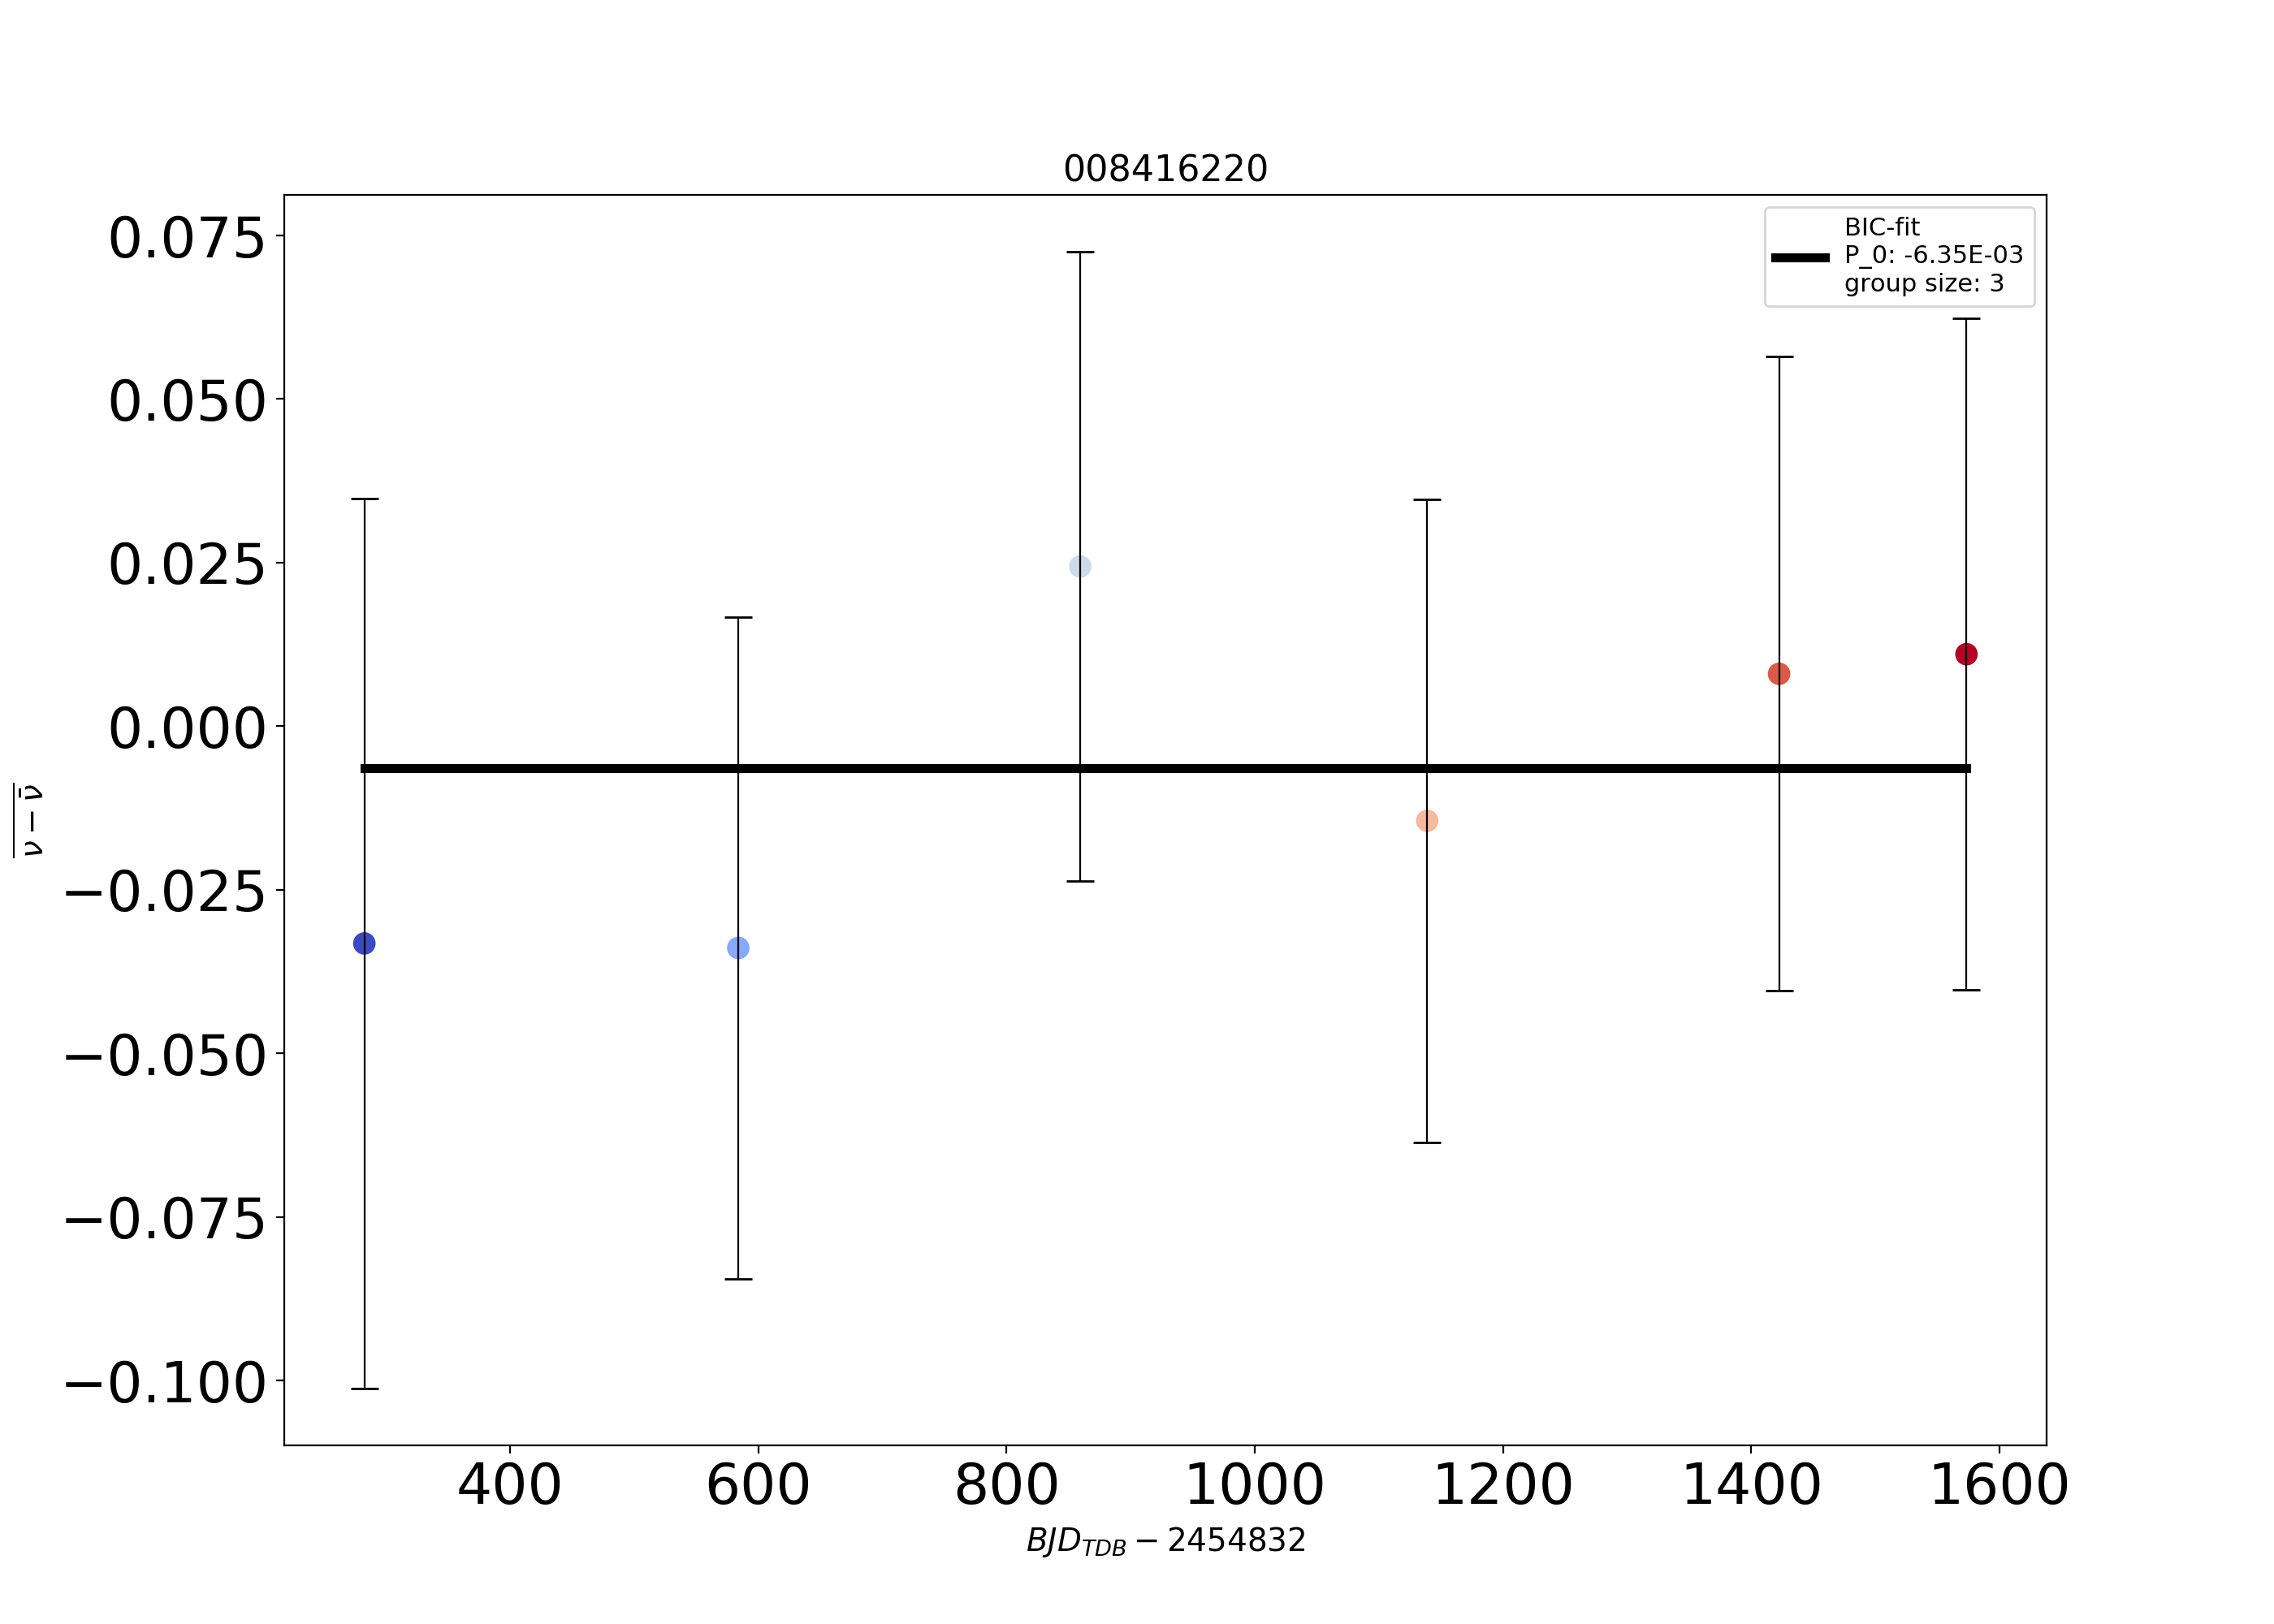 008416220
BIC-fit
P_0: -6.35E-03
group size: 3
0.075
0.050
0.025
0.000
−0.025
−0.050
−0.075
−0.100
$\overline{\nu - \bar{\nu}}$
400 600 800 1000 1200 1400 1600
$BJD_{TDB} - 2454832$